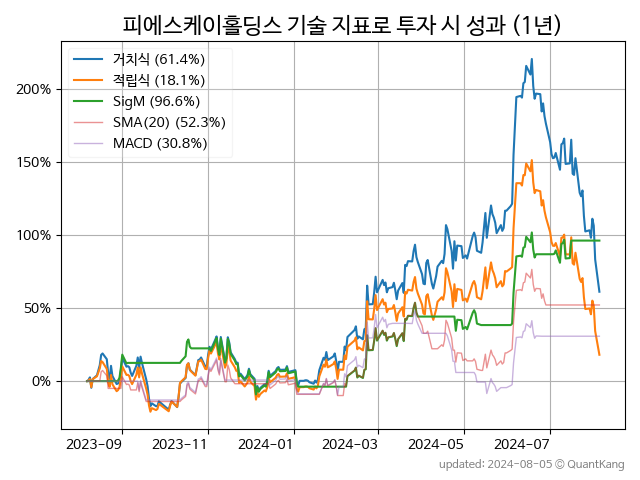 피에스케이홀딩스 기술 지표로 투자 시 성과 (1년)
거치식 (61.4%)
적립식 (18.1%)
SigM (96.6%)
SMA(20) (52.3%)
MACD (30.8%)
200%
150%
100%
50%
0%
2023-09 2023-11 2024-01 2024-03 2024-05 2024-07
updated: 2024-08-05 © QuantKang